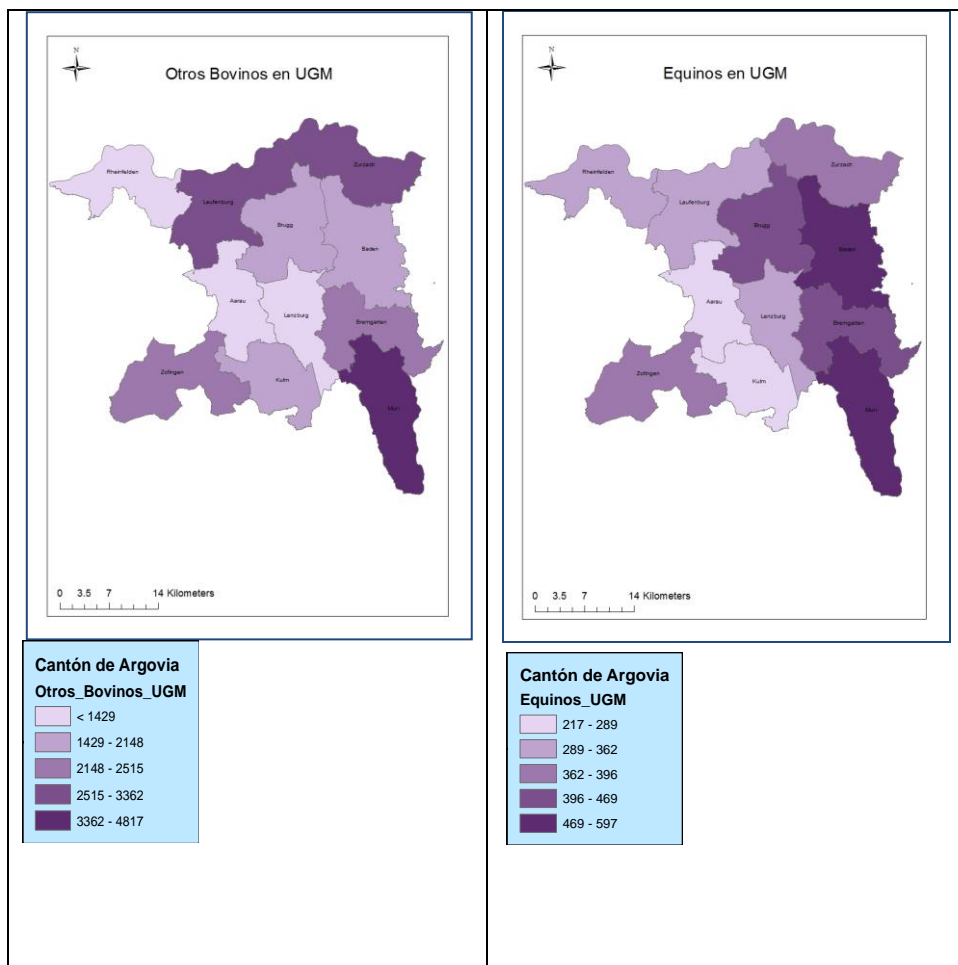 N
Otros Bovinos en UGM
Rheinfelden
Zurzach
Laufenburg
Brugg
Baden
Aarau
Lenzburg
Bremgarten
Zofingen
Kulm
Muri
0 3.5 7 14 Kilometers
Cantón de Argovia
Otros_Bovinos_UGM
< 1429
1429 - 2148
2148 - 2515
2515 - 3362
3362 - 4817
N
Equinos en UGM
Zurzach
Rheinfelden
Laufenburg
Brugg
Baden
Aarau
Lenzburg
Bremgarten
Zofingen
Kulm
Muri
0 3.5 7 14 Kilometers
Cantón de Argovia
Equinos_UGM
217 - 289
289 - 362
362 - 396
396 - 469
469 - 597